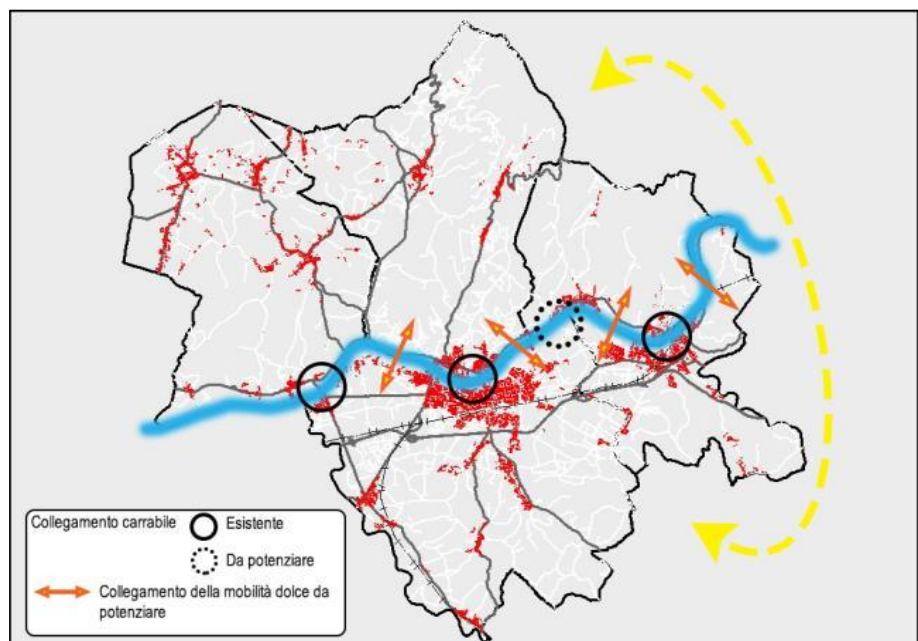 Collegamento carrabile
Esistente
Da potenziare
Collegamento della mobilità dolce da
potenziare